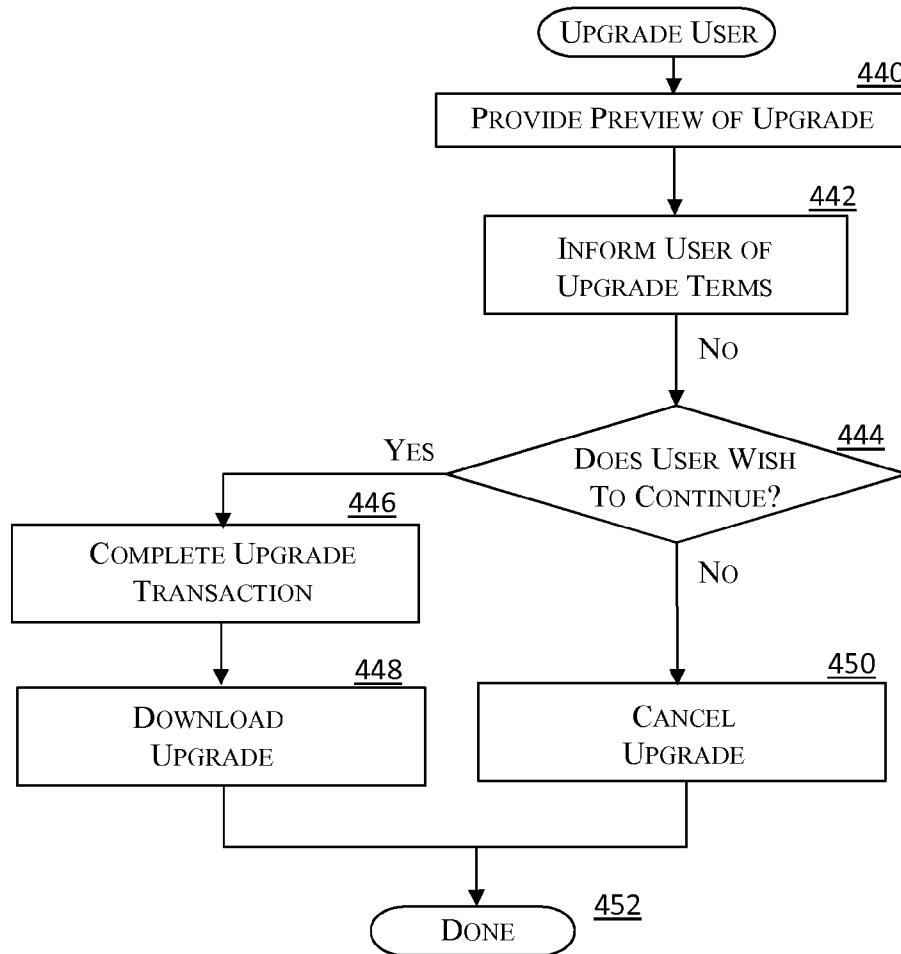 UPGRADE USER
440
PROVIDE PREVIEW OF UPGRADE
442
INFORM USER OF
UPGRADE TERMS
NO
444
YES
DOES USER WISH
TO CONTINUE?
446
COMPLETE UPGRADE
TRANSACTION
NO
448
DOWNLOAD
UPGRADE
450
CANCEL
UPGRADE
452
DONE